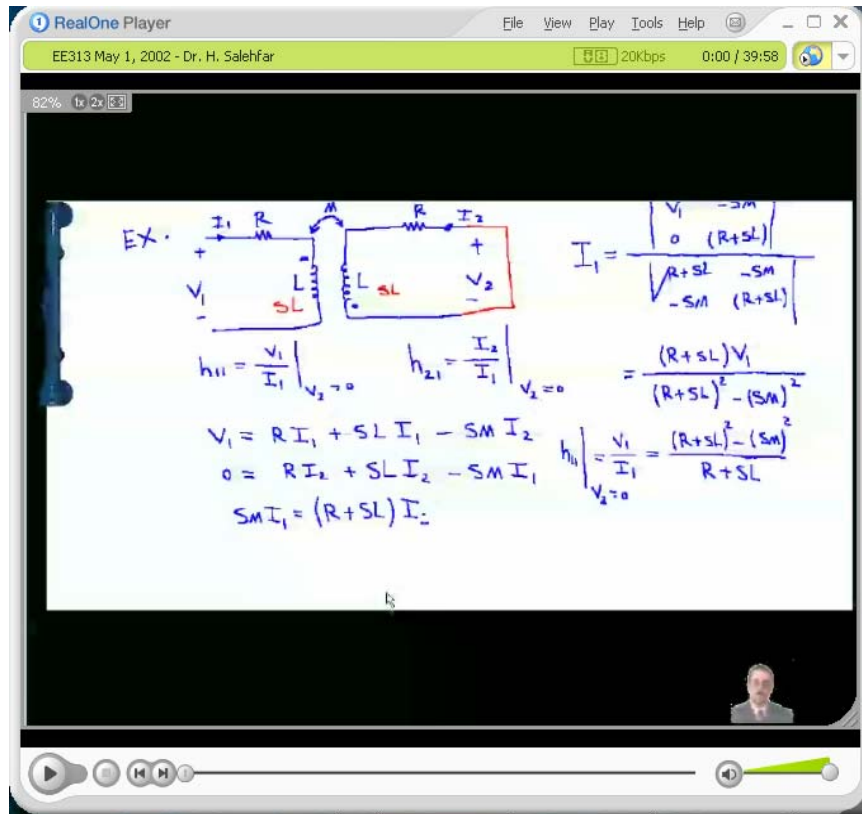 RealOne Player
File View Play Tools Help
EE313 May 1, 2002 - Dr. H. Salehfar 20Kbps 0:00 / 39:58
82% 1x 2x
EX. I₁ R M R I₂
+ V₁ - L SL L SL + V₂ -
I₁ = |V₁ -SM; 0 (R+SL)| / |R+SL -SM; -SM (R+SL)|
h₁₁ = V₁/I₁ |V₂=0 h₂₁ = I₂/I₁ |V₂=0
= (R+SL)V₁ / ((R+SL)² - (SM)²)
V₁ = RI₁ + SLI₁ - SMI₂
0 = RI₂ + SLI₂ - SMI₁
h₁₁|V₂=0 = V₁/I₁ = ((R+SL)² - (SM)²) / (R+SL)
SMI₁ = (R+SL)I